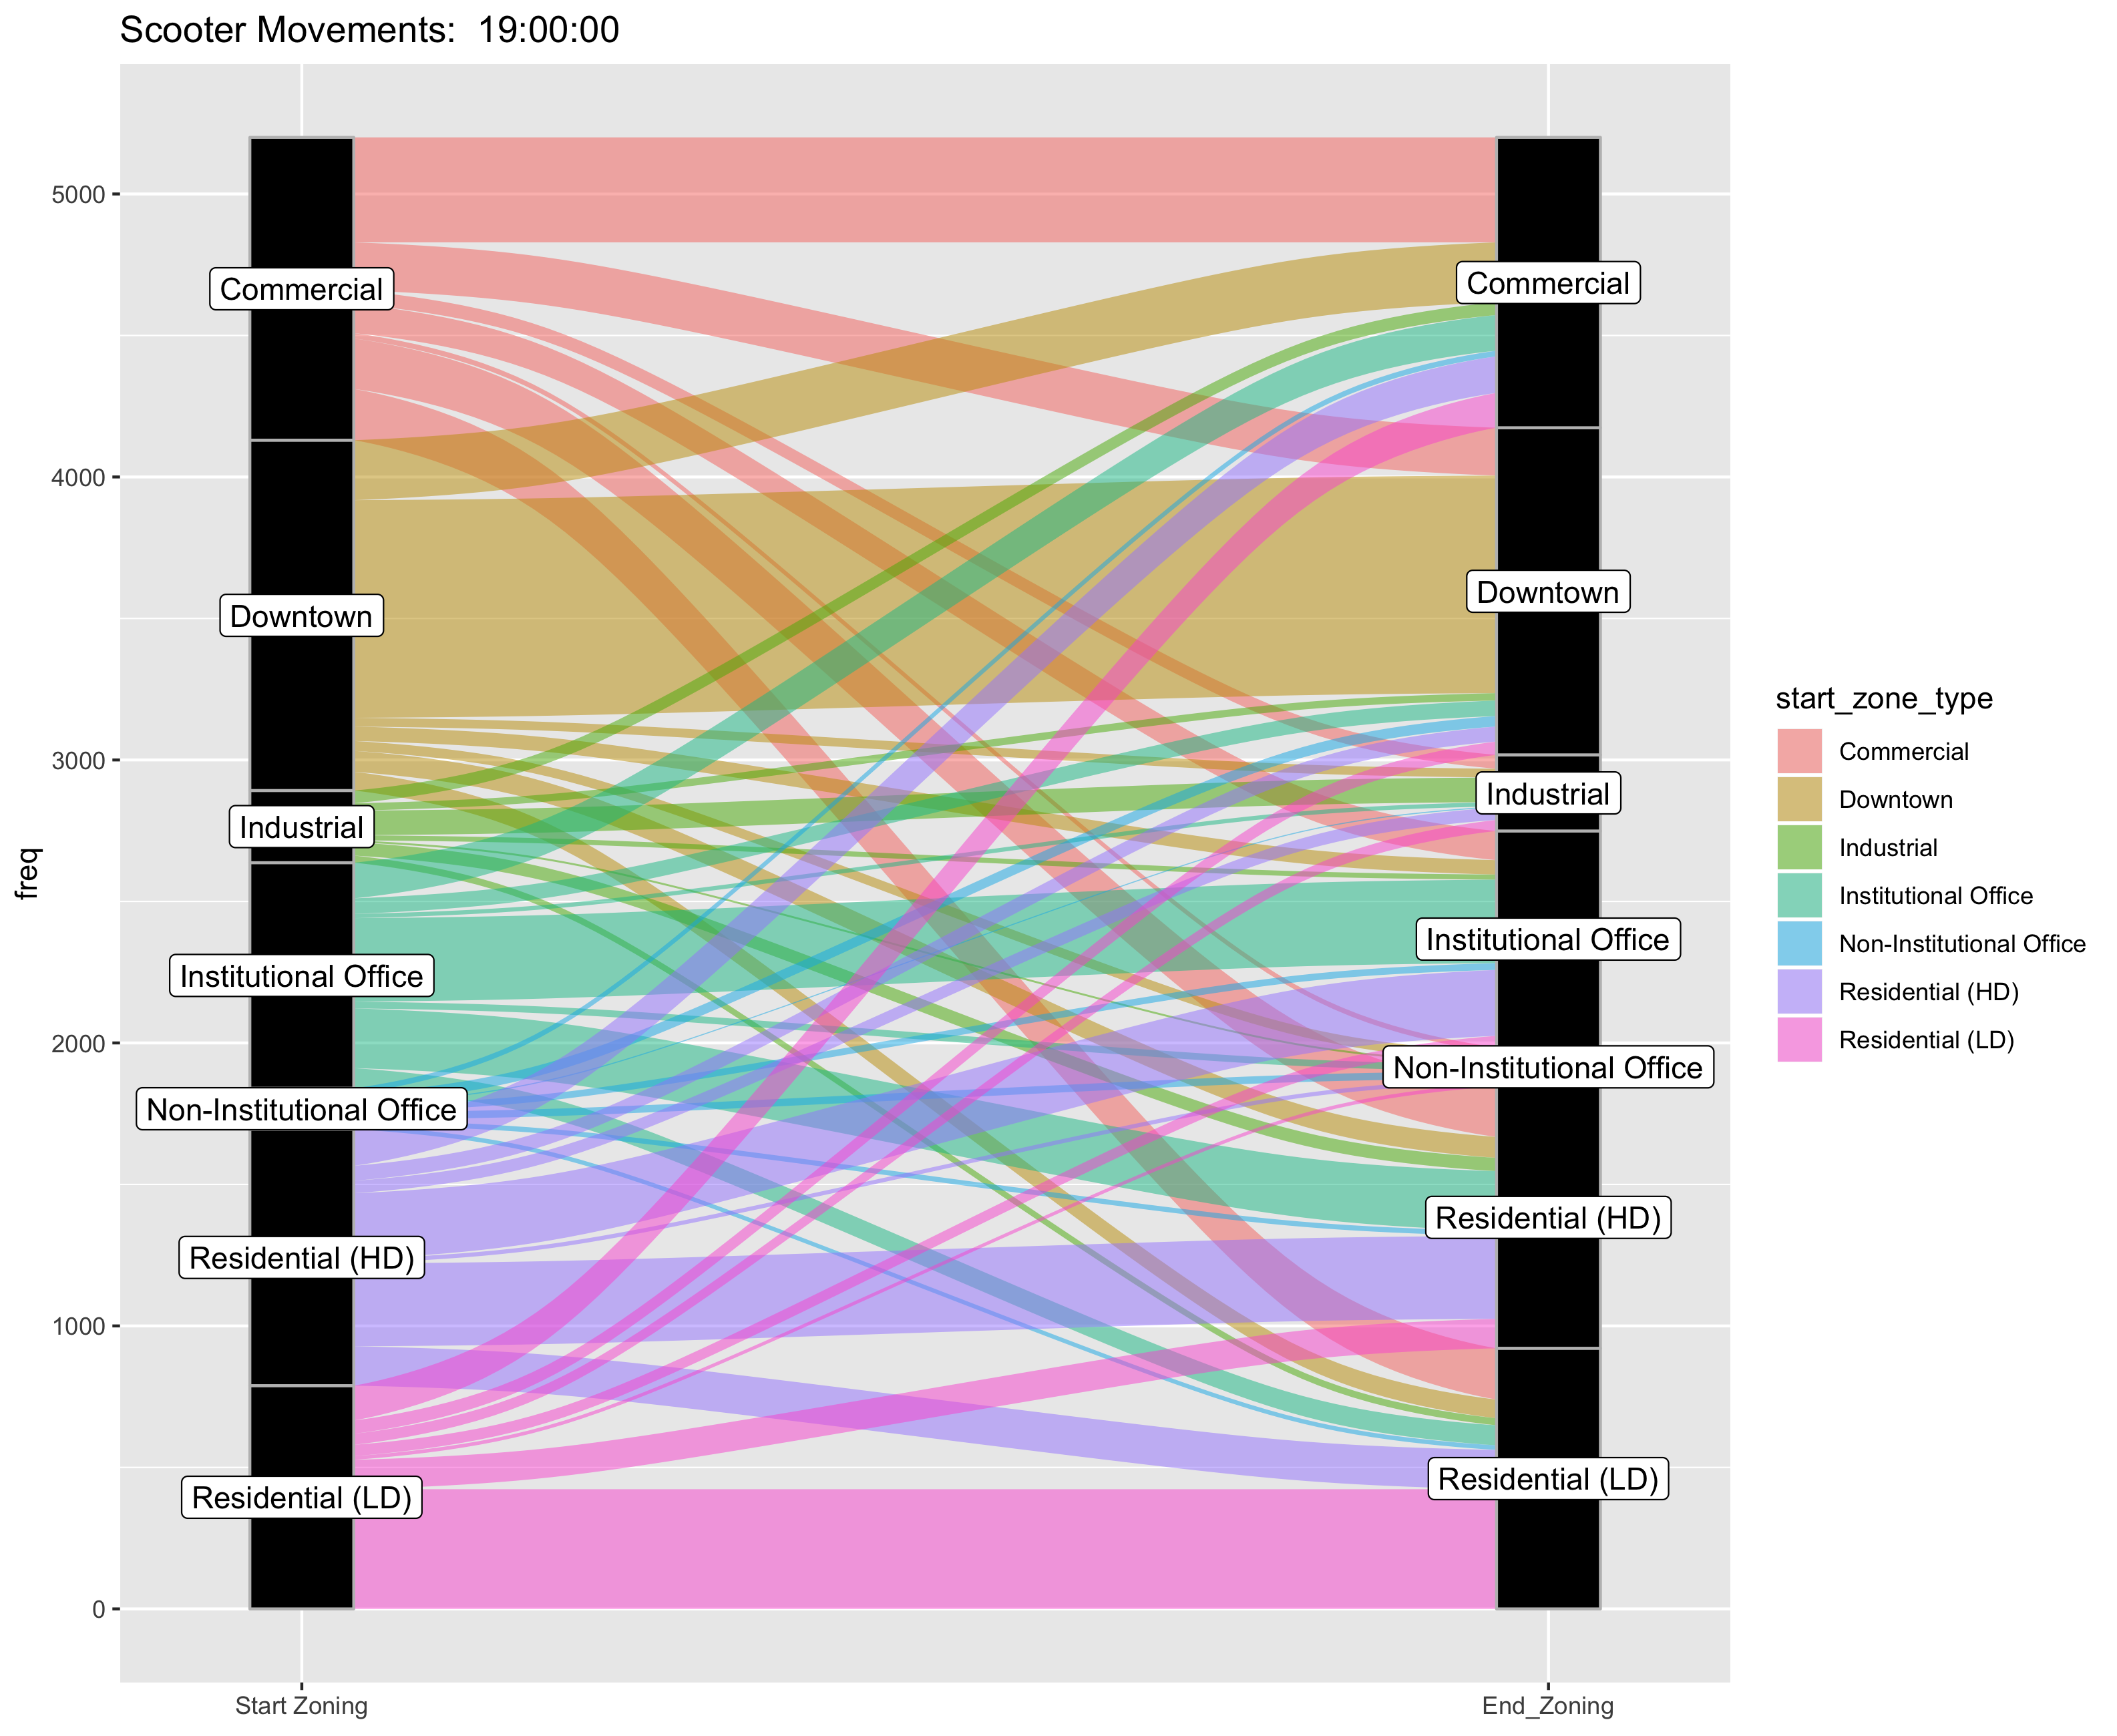 Scooter Movements:  19:00:00
freq
5000
4000
3000
2000
1000
0
Commercial
Downtown
Industrial
Institutional Office
Non-Institutional Office
Residential (HD)
Residential (LD)
Commercial
Downtown
Industrial
Institutional Office
Non-Institutional Office
Residential (HD)
Residential (LD)
Start Zoning
End_Zoning
start_zone_type
Commercial
Downtown
Industrial
Institutional Office
Non-Institutional Office
Residential (HD)
Residential (LD)